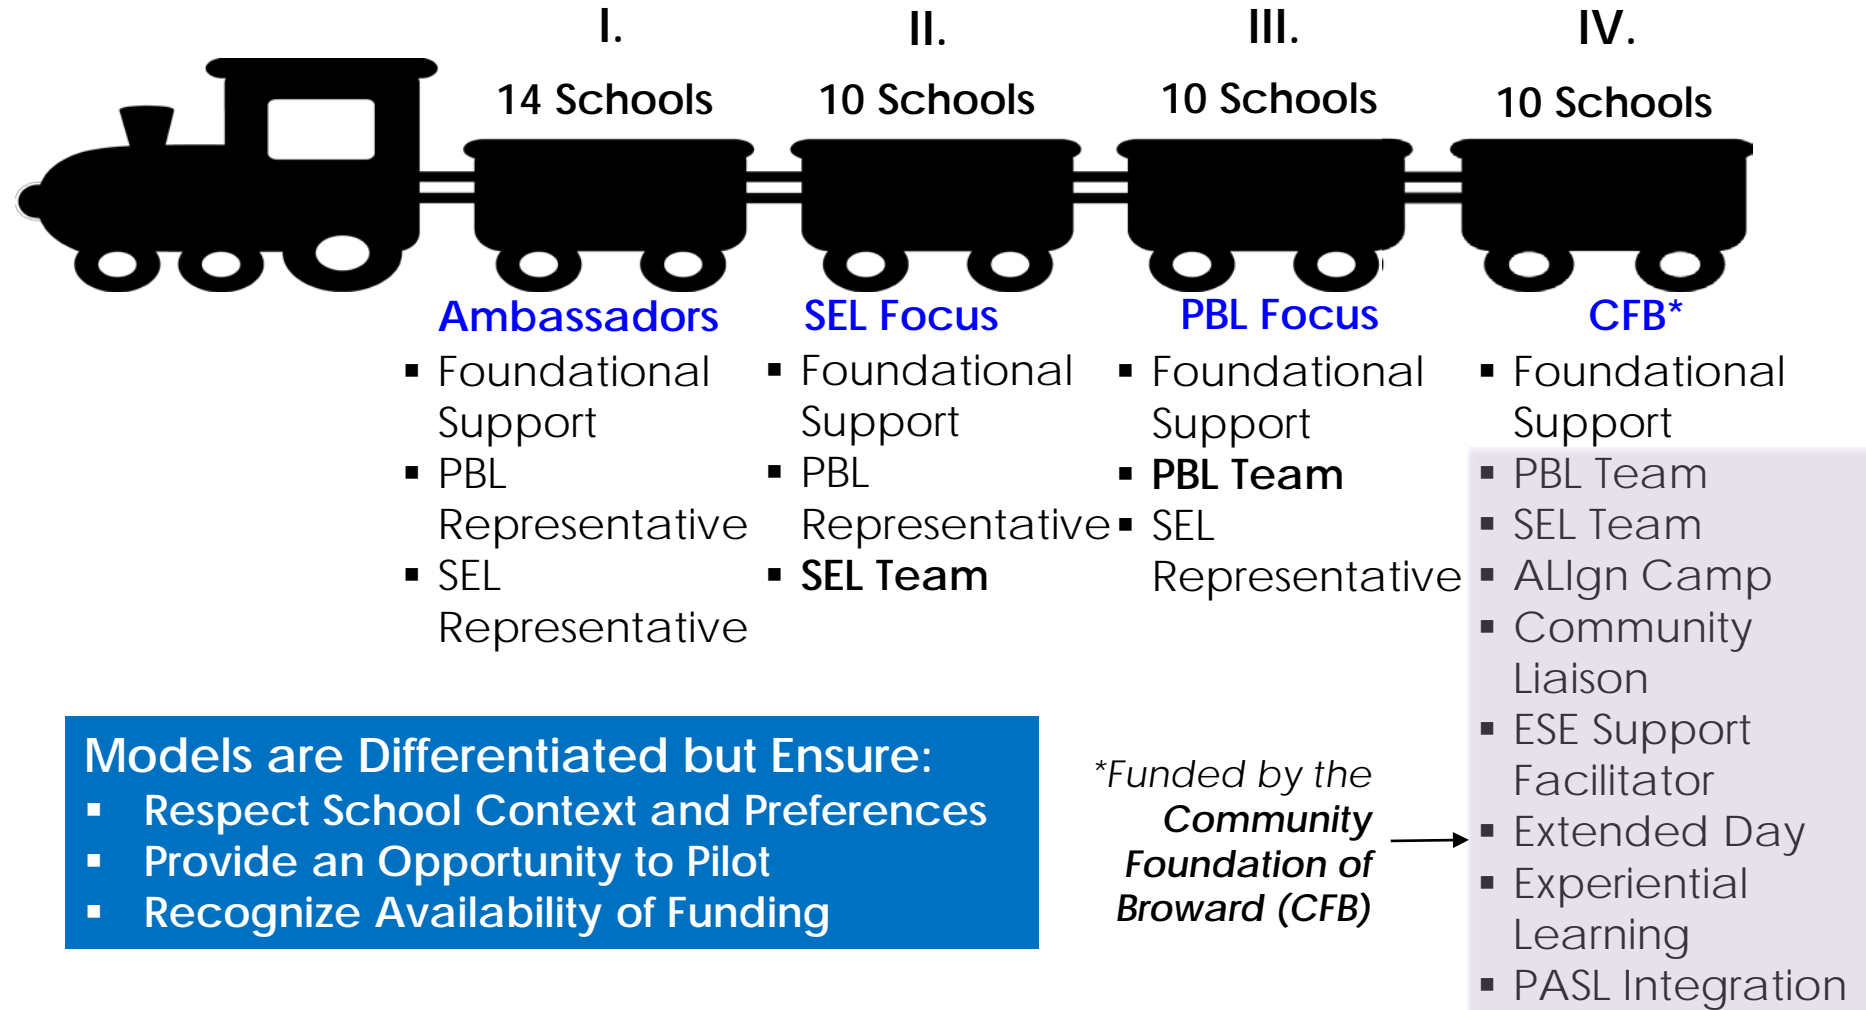 I.
14 Schools
Ambassadors
▪ Foundational
Support
▪ PBL
Representative
▪ SEL
Representative
II.
10 Schools
SEL Focus
▪ Foundational
Support
▪ PBL
Representative
▪ SEL Team
III.
10 Schools
PBL Focus
▪ Foundational
Support
▪ PBL Team
▪ SEL
Representative
IV.
10 Schools
CFB*
▪ Foundational
Support
▪ PBL Team
▪ SEL Team
▪ ALIgn Camp
▪ Community
Liaison
▪ ESE Support
Facilitator
▪ Extended Day
▪ Experiential
Learning
▪ PASL Integration
Models are Differentiated but Ensure:
▪ Respect School Context and Preferences
▪ Provide an Opportunity to Pilot
▪ Recognize Availability of Funding
*Funded by the
Community
Foundation of
Broward (CFB)